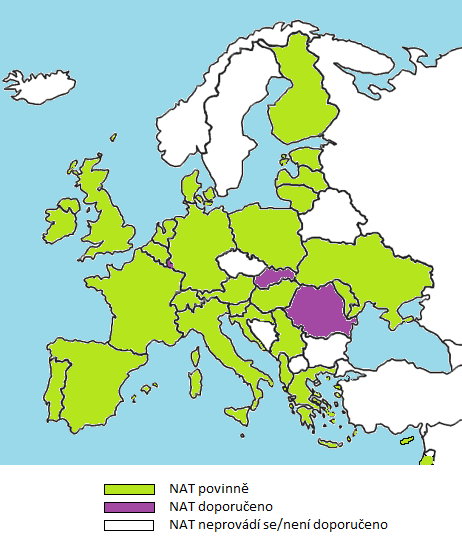 NAT povinně
NAT doporučeno
NAT neprovádí se/není doporučeno